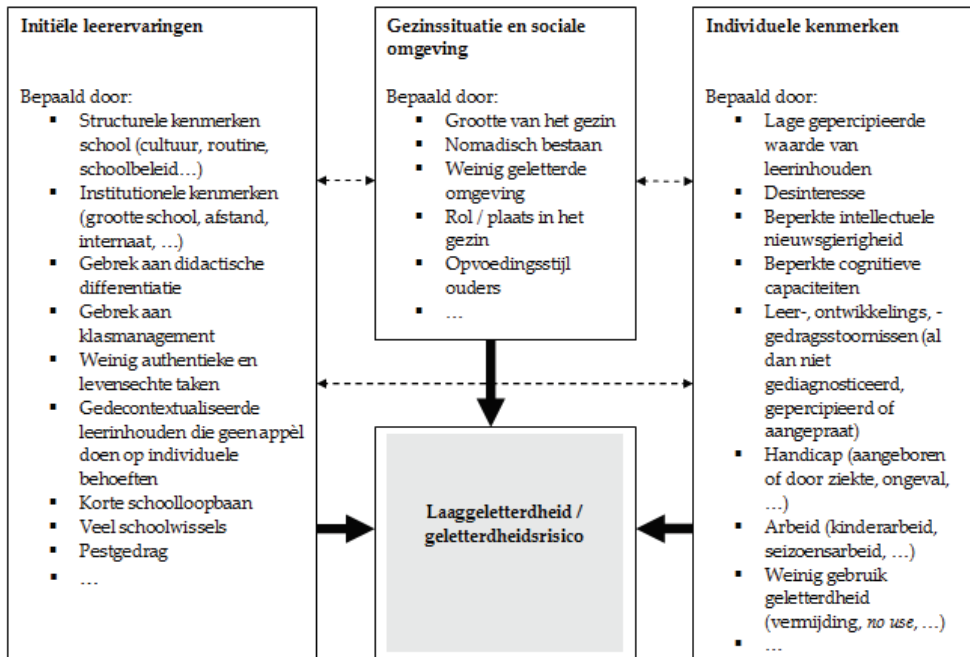 Initiële leerervaringen
Bepaald door:
▪ Structurele kenmerken
school (cultuur, routine,
schoolbeleid…)
▪ Institutionele kenmerken
(grootte school, afstand,
internaat, …)
▪ Gebrek aan didactische
differentiatie
▪ Gebrek aan
klasmanagement
▪ Weinig authentieke en
levensechte taken
▪ Gedecontextualiseerde
leerinhouden die geen appèl
doen op individuele
behoeften
▪ Korte schoolloopbaan
▪ Veel schoolwissels
▪ Pestgedrag
▪ …
Gezinssituatie en sociale
omgeving
Bepaald door:
▪ Grootte van het gezin
▪ Nomadisch bestaan
▪ Weinig geletterde
omgeving
▪ Rol / plaats in het
gezin
▪ Opvoedingsstijl
ouders
▪ …
Laaggeletterdheid /
geletterdheidsrisico
Individuele kenmerken
Bepaald door:
▪ Lage gepercipieerde
waarde van
leerinhouden
▪ Desinteresse
▪ Beperkte intellectuele
nieuwsgierigheid
▪ Beperkte cognitieve
capaciteiten
▪ Leer-, ontwikkelings, -
gedragsstoornissen (al
dan niet
gediagnosticeerd,
gepercipieerd of
aangepraat)
▪ Handicap (aangeboren
of door ziekte, ongeval,
…)
▪ Arbeid (kinderarbeid,
seizoensarbeid, …)
▪ Weinig gebruik
geletterdheid
(vermijding, no use, …)
▪ …